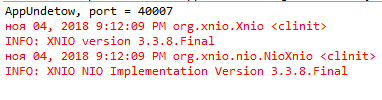 AppUndetow, port = 40007
ноя 04, 2018 9:12:09 PM org.xnio.Xnio <clinit>
INFO: XNIO version 3.3.8.Final
ноя 04, 2018 9:12:09 PM org.xnio.nio.NioXnio <clinit>
INFO: XNIO NIO Implementation Version 3.3.8.Final